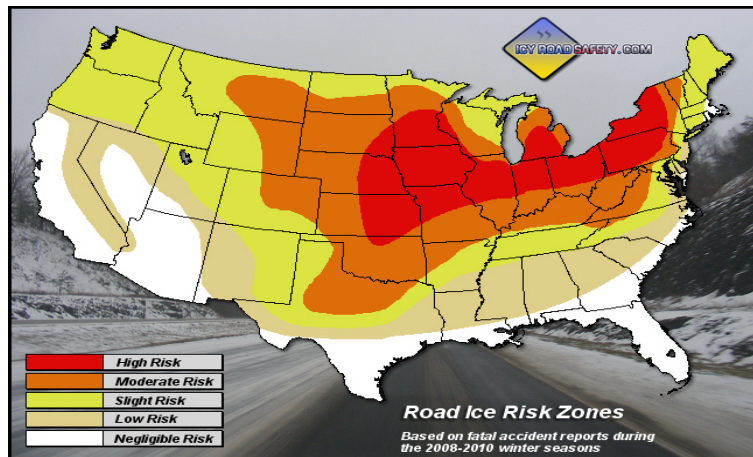 ICY ROAD SAFETY.COM
High Risk
Moderate Risk
Slight Risk
Low Risk
Negligible Risk
Road Ice Risk Zones
Based on fatal accident reports during
the 2008-2010 winter seasons